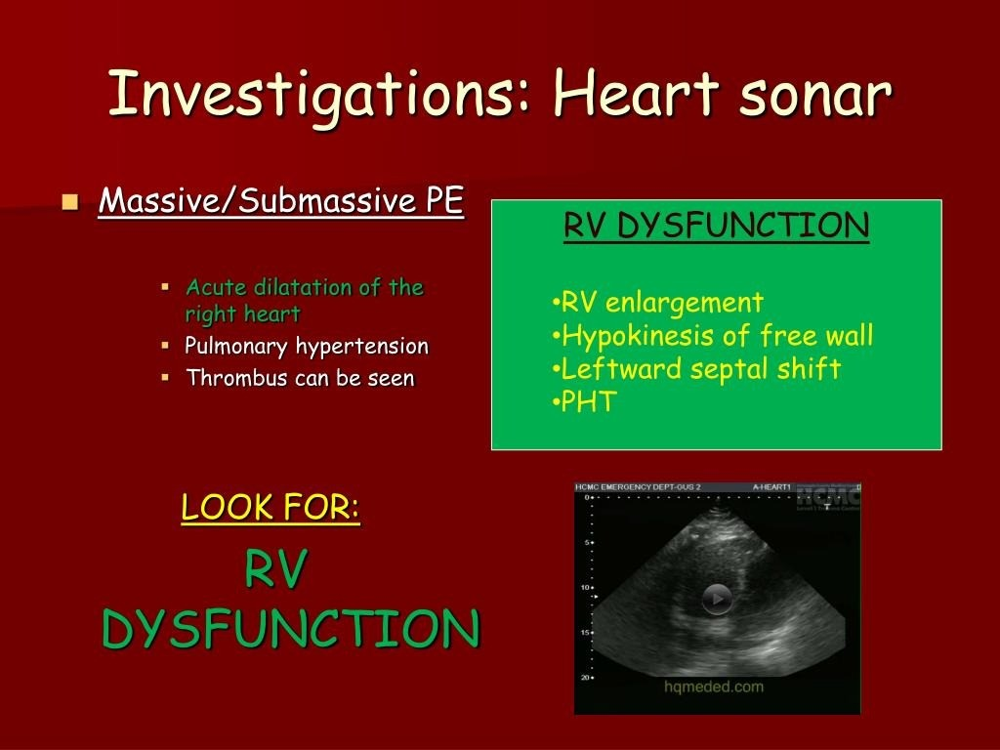 Investigations: Heart sonar
Massive/Submassive PE
Acute dilatation of the
right heart
Pulmonary hypertension
Thrombus can be seen
LOOK FOR:
RV
DYSFUNCTION
RV DYSFUNCTION
•RV enlargement
•Hypokinesis of free wall
•Leftward septal shift
•PHT
HCMC EMERGENCY DEPT-GUS 2 A-HEART1
HCMC
0
5
10
15
20
hqmeded.com